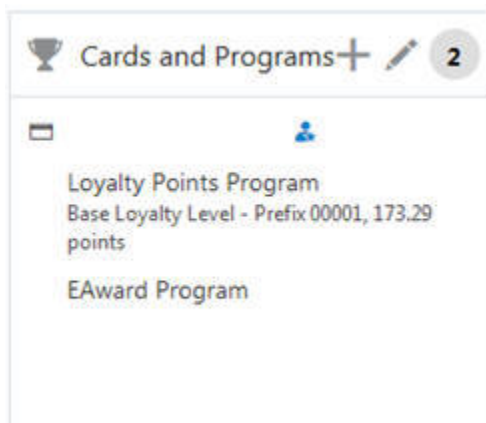 Cards and Programs
2
Loyalty Points Program
Base Loyalty Level - Prefix 00001, 173.29
points
EAward Program